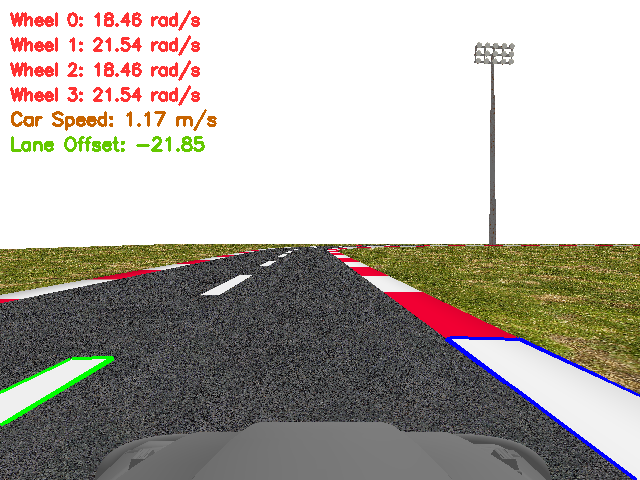 Wheel 0: 18.46 rad/s
Wheel 1: 21.54 rad/s
Wheel 2: 18.46 rad/s
Wheel 3: 21.54 rad/s
Car Speed: 1.17 m/s
Lane Offset: -21.85